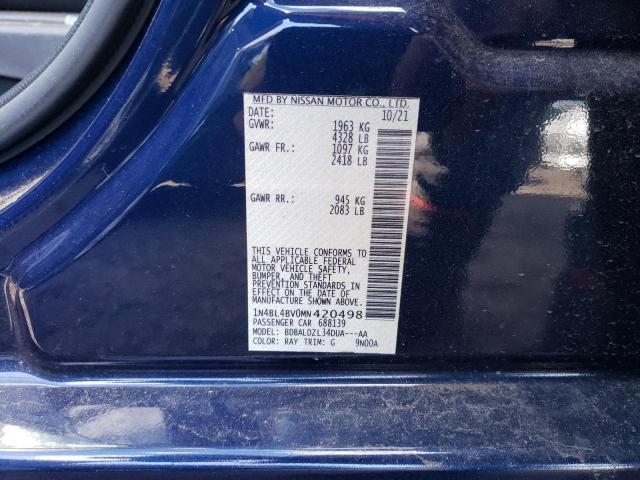 MFD BY NISSAN MOTOR CO., LTD.
DATE: 10/21
GVWR: 1963 KG
4328 LB
GAWR FR.: 1097 KG
2418 LB
GAWR RR.: 945 KG
2083 LB
THIS VEHICLE CONFORMS TO
ALL APPLICABLE FEDERAL
MOTOR VEHICLE SAFETY,
BUMPER, AND THEFT
PREVENTION STANDARDS IN
EFFECT ON THE DATE OF
MANUFACTURE SHOWN ABOVE.
1N4BL4BV0MN420498
PASSENGER CAR 688139
MODEL: BDBALDZL34DUA---AA
COLOR: RAY TRIM: G 9N00A